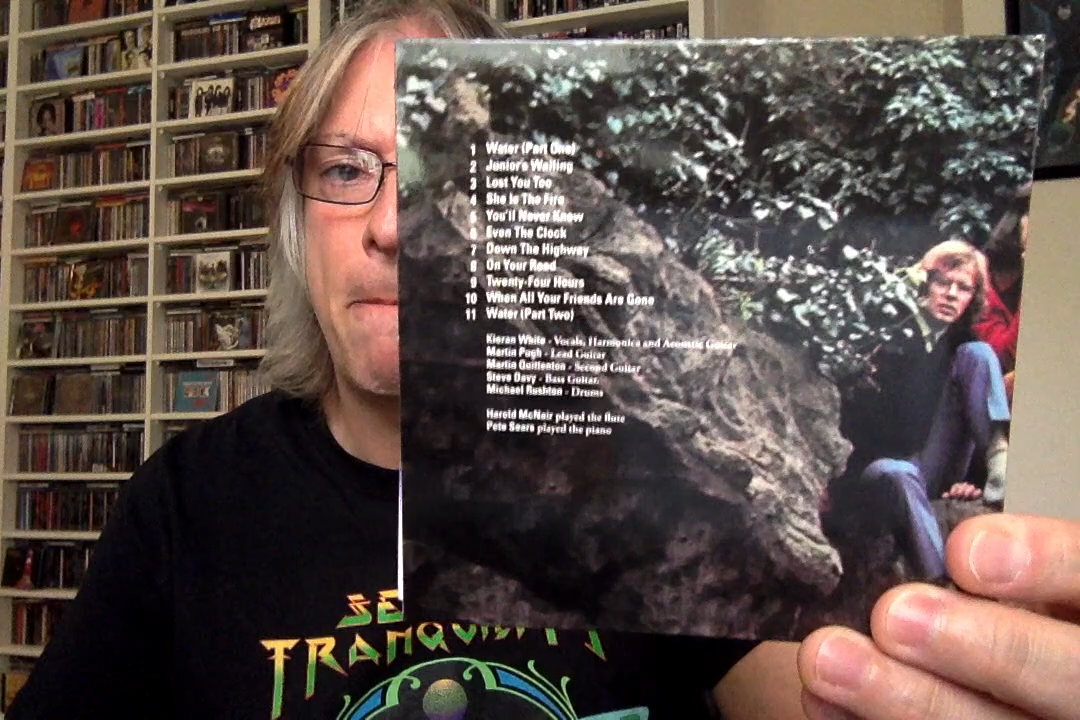 1 Water (Part One)
2 Junior's Wailing
3 Lost You Too
4 She Is The Fire
5 You'll Never Know
6 Even The Clock
7 Down The Highway
8 On Your Road
9 Twenty-Four Hours
10 When All Your Friends Are Gone
11 Water (Part Two)
Kieran White - Vocals, Harmonica and Acoustic Guitar
Martin Pugh - Lead Guitar
Martin Quittenton - Second Guitar
Steve Davy - Bass Guitar
Michael Rushton - Drums
Harold McNair played the flute
Pete Sears played the piano
SE
TRANQUILITY